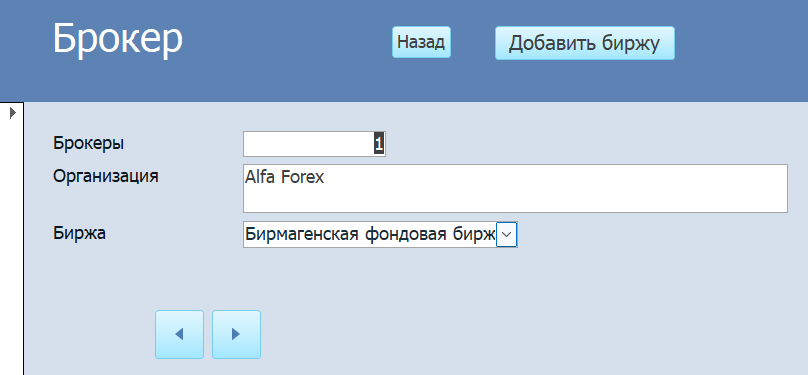 Брокер
Назад
Добавить биржу
Брокеры 1
Организация Alfa Forex
Биржа Бирмагенская фондовая бирж